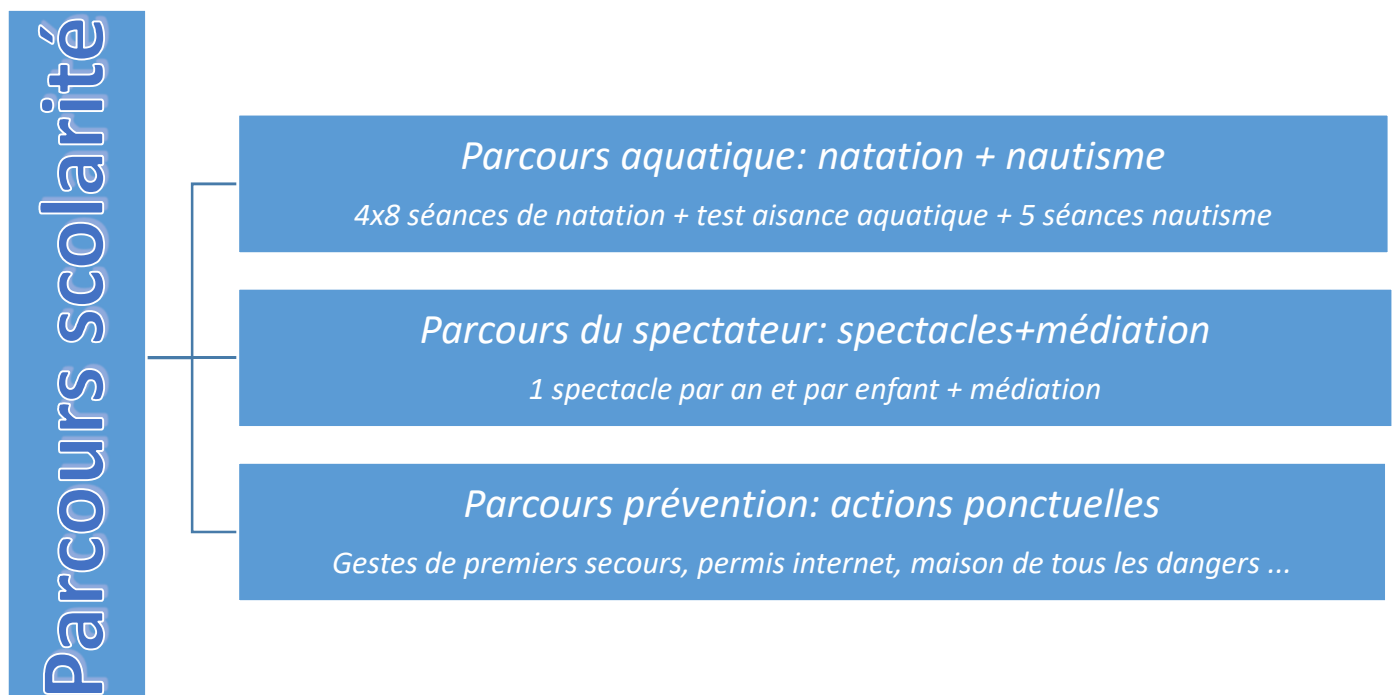 Parcours scolarité
Parcours aquatique: natation + nautisme
4x8 séances de natation + test aisance aquatique + 5 séances nautisme
Parcours du spectateur: spectacles+médiation
1 spectacle par an et par enfant + médiation
Parcours prévention: actions ponctuelles
Gestes de premiers secours, permis internet, maison de tous les dangers ...